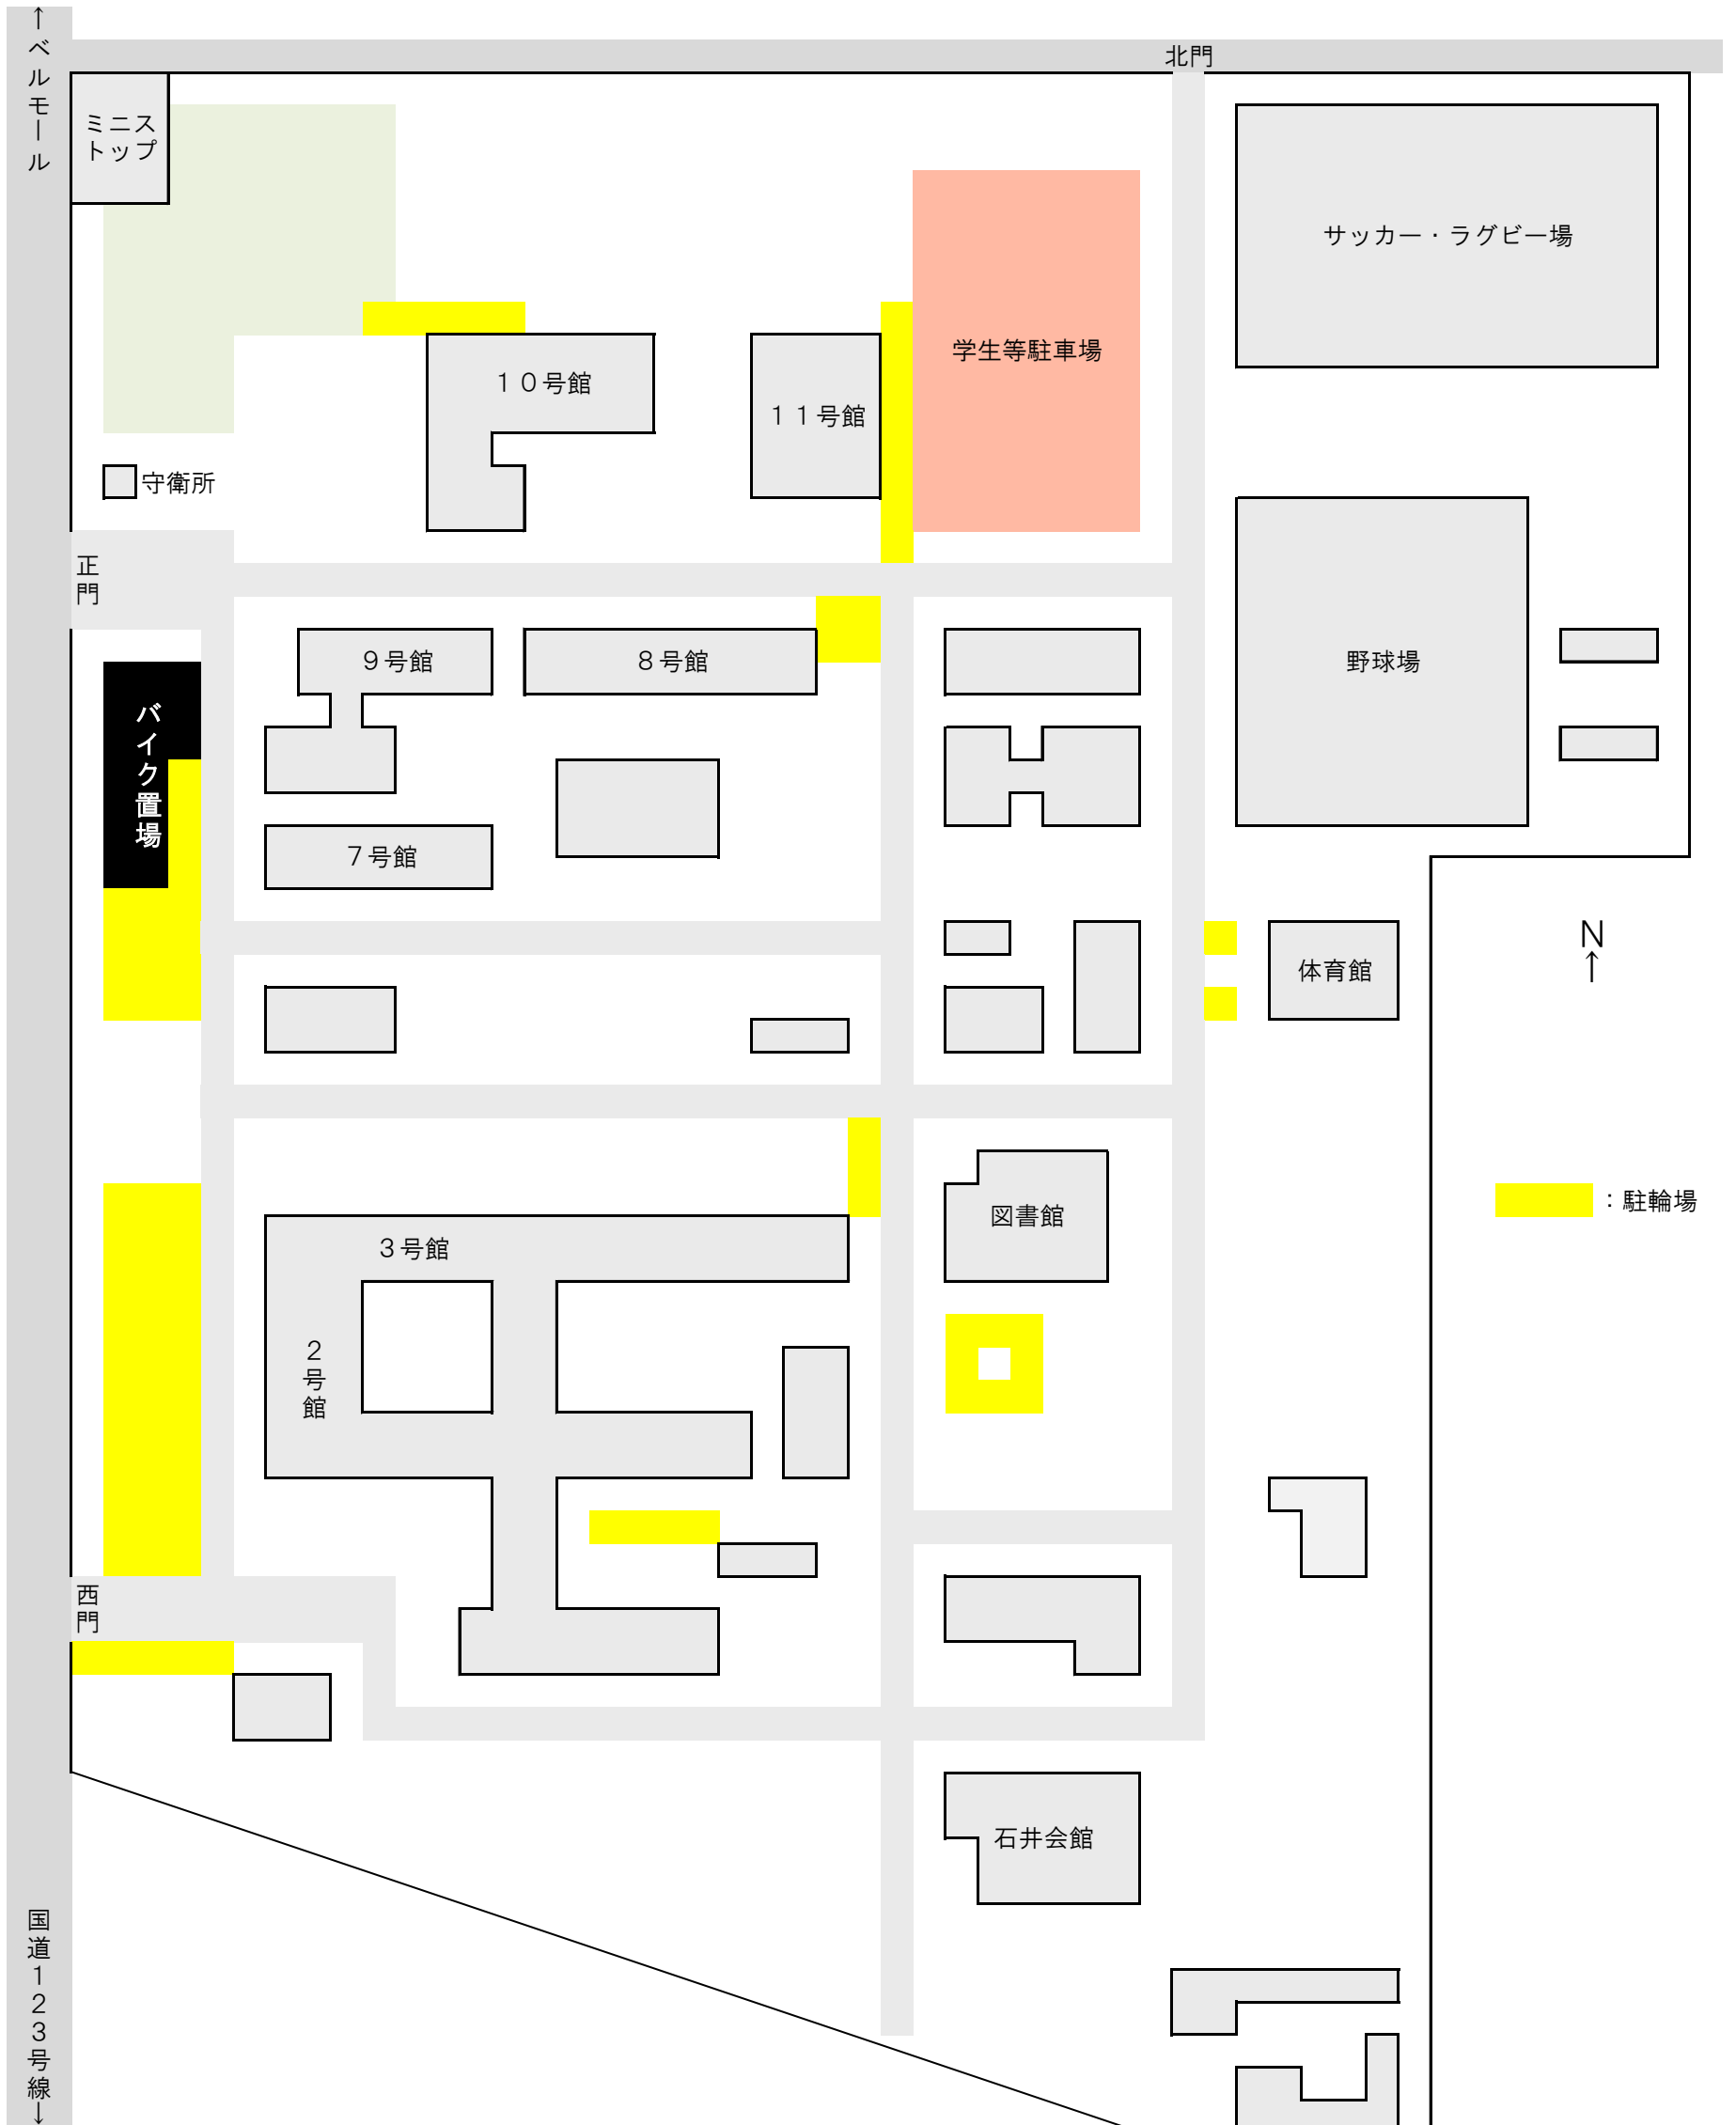 ↑ベルモール
北門
ミニス
トップ
サッカー・ラグビー場
学生等駐車場
１０号館
１１号館
守衛所
正門
９号館
８号館
野球場
バイク置場
７号館
N
↑
体育館
：駐輪場
図書館
３号館
２号館
西門
石井会館
国道１２３号線↓